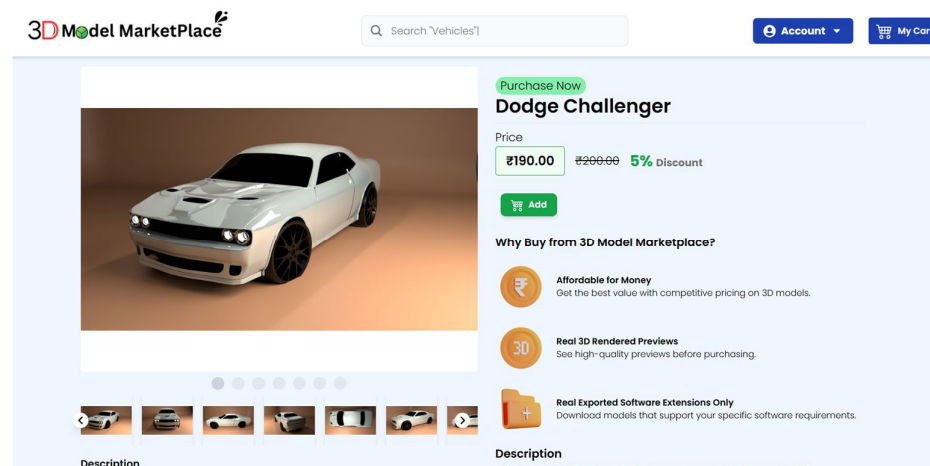 3D Model MarketPlace
Search "Vehicles"|
Account
My Car
Purchase Now
Dodge Challenger
Price
₹190.00 ₹200.00 5% Discount
Add
Why Buy from 3D Model Marketplace?
Affordable for Money
Get the best value with competitive pricing on 3D models.
3D
Real 3D Rendered Previews
See high-quality previews before purchasing.
Real Exported Software Extensions Only
Download models that support your specific software requirements.
Description
Description